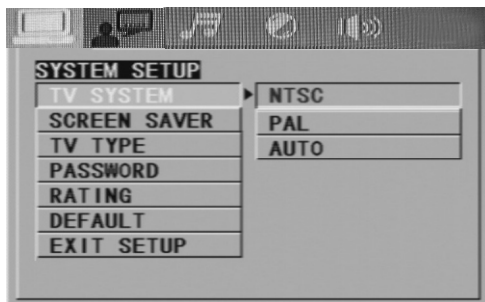 SYSTEM SETUP
TV SYSTEM
NTSC
SCREEN SAVER
PAL
TV TYPE
AUTO
PASSWORD
RATING
DEFAULT
EXIT SETUP